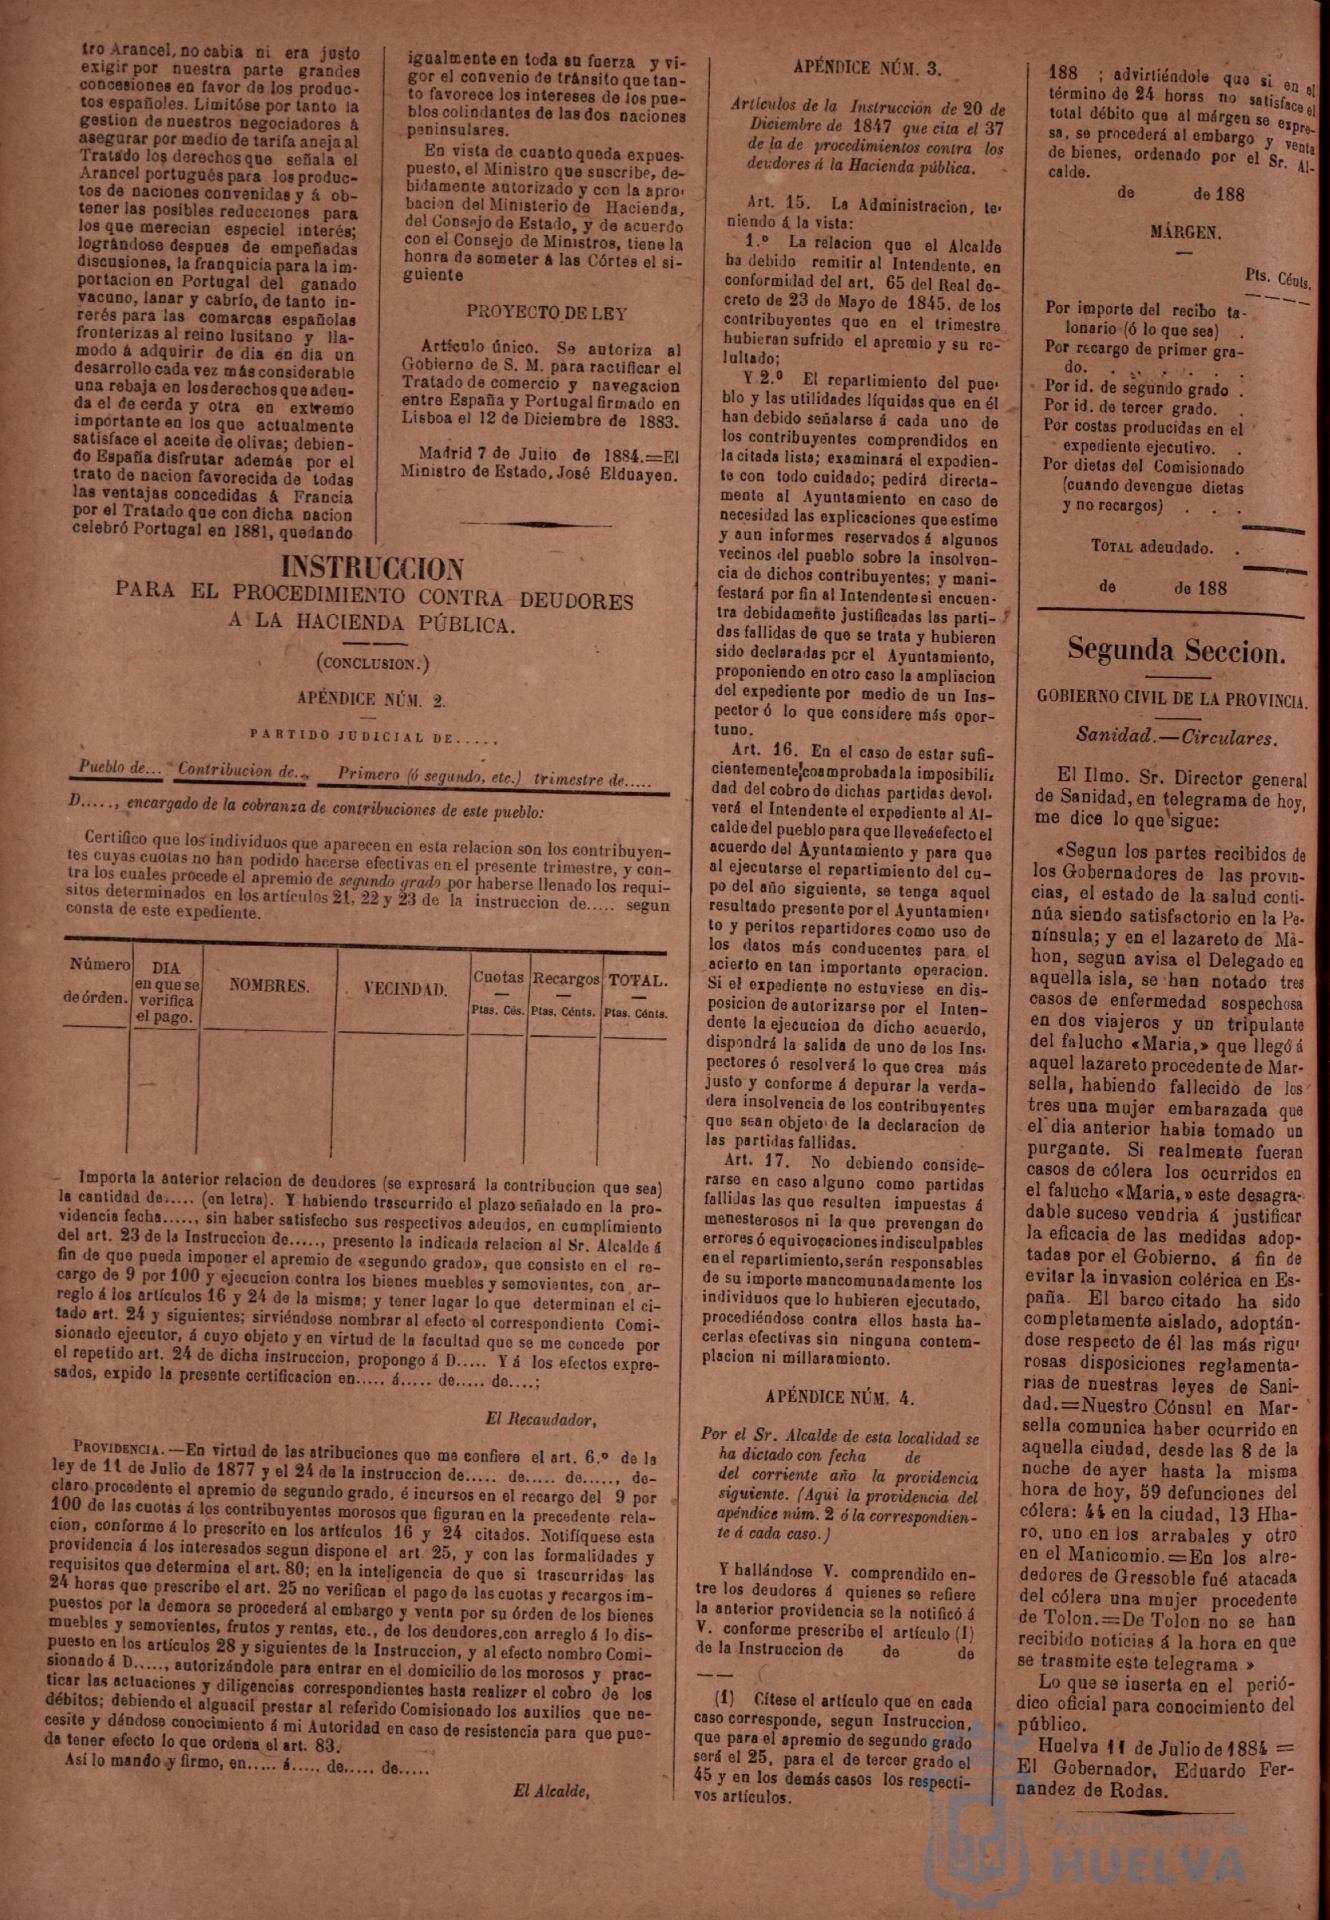 tro Arancel, no cabia ni era justo
exigir por nuestra parte grandes
concesiones en favor de los produc-
tos españoles. Limitóse por tanto la
gestion de nuestros negociadores á
asegurar por medio de tarifa aneja al
Tratado los derechos que señala el
Arancel portugués para los produc-
tos de naciones convenidas y á ob-
tener las posibles reducciones para
los que merecian especiel interés;
lográndose despues de empeñadas
discusiones, la franquicia para la im-
portacion en Portugal del ganado
vacuno, lanar y cabrío, de tanto in-
rerés para las comarcas españolas
fronterizas al reino lusitano y lla-
modo á adquirir de dia en dia un
desarrollo cada vez más considerable
una rebaja en los derechos que adeu-
da el de cerda y otra en extremo
importante en los que actualmente
satisface el aceite de olivas; debien-
do España disfrutar además por el
trato de nacion favorecida de todas
las ventajas concedidas á Francia
por el Tratado que con dicha nacion
celebró Portugal en 1881, quedando
igualmente en toda su fuerza y vi-
gor el convenio de tránsito que tan-
to favorece los intereses de los pue-
blos colindantes de las dos naciones
peninsulares.
En vista de cuanto queda expues-
puesto, el Ministro que suscribe, de-
bidamente autorizado y con la apro-
bacion del Ministerio de Hacienda,
del Consejo de Estado, y de acuerdo
con el Consejo de Ministros, tiene la
honra de someter á las Córtes el si-
guiente
PROYECTO DE LEY
Artículo único. Se autoriza al
Gobierno de S. M. para ractificar el
Tratado de comercio y navegacion
entre España y Portugal firmado en
Lisboa el 12 de Diciembre de 1883.
Madrid 7 de Junio de 1884.=El
Ministro de Estado, José Elduayen.
INSTRUCCION
PARA EL PROCEDIMIENTO CONTRA DEUDORES
A LA HACIENDA PÚBLICA.
(CONCLUSION.)
APÉNDICE NÚM. 2.
PARTIDO JUDICIAL DE.....
Pueblo de... Contribucion de... Primero (ó segundo, etc.) trimestre de.....
D....., encargado de la cobranza de contribuciones de este pueblo:
Certifico que los individuos que aparecen en esta relacion son los contribuyen-
tes cuyas cuotas no han podido hacerse efectivas en el presente trimestre, y con-
tra los cuales procede el apremio de segundo grado por haberse llenado los requi-
sitos determinados en los artículos 21, 22 y 23 de la instruccion de..... segun
consta de este expediente.
Número de órden. DIA en que se verifica el pago. NOMBRES. VECINDAD. Cuotas Recargos TOTAL.
Ptas. Cés. Ptas. Cénts. Ptas. Cénts.
Importa la anterior relacion de deudores (se expresará la contribucion que sea)
la cantidad de..... (en letra). Y habiendo trascurrido el plazo señalado en la pro-
videncia fecha....., sin haber satisfecho sus respectivos adeudos, en cumplimiento
del art. 23 de la Instruccion de....., presento la indicada relacion al Sr. Alcalde á
fin de que pueda imponer el apremio de «segundo grado», que consiste en el re-
cargo de 9 por 100 y ejecucion contra los bienes muebles y semovientes, con ar-
reglo á los artículos 16 y 24 de la misma; y tener lugar lo que determinan el ci-
tado art. 24 y siguientes; sirviéndose nombrar al efecto el correspondiente Comi-
sionado ejecutor, á cuyo objeto y en virtud de la facultad que se me concede por
el repetido art. 24 de dicha instruccion, propongo á D..... Y á los efectos expre-
sados, expido la presente certificacion en..... á..... de..... de....;
El Recaudador,
PROVIDENCIA.—En virtud de las atribuciones que me confiere el art. 6.º de la
ley de 11 de Julio de 1877 y el 24 de la instruccion de..... de..... de....., de-
claro procedente el apremio de segundo grado, é incursos en el recargo del 9 por
100 de las cuotas á los contribuyentes morosos que figuran en la precedente rela-
cion, conforme á lo prescrito en los artículos 16 y 24 citados. Notifíquese esta
providencia á los interesados segun dispone el art. 25, y con las formalidades y
requisitos que determina el art. 80; en la inteligencia de que si trascurridas las
24 horas que prescribe el art. 25 no verifican el pago de las cuotas y recargos im-
puestos por la demora se procederá al embargo y venta por su órden de los bienes
muebles y semovientes, frutos y rentas, etc., de los deudores, con arreglo á lo dis-
puesto en los artículos 28 y siguientes de la Instruccion, y al efecto nombro Comi-
sionado á D....., autorizándole para entrar en el domicilio de los morosos y prac-
ticar las actuaciones y diligencias correspondientes hasta realizar el cobro de los
débitos; debiendo el alguacil prestar al referido Comisionado los auxilios que ne-
cesite y dándose conocimiento á mi Autoridad en caso de resistencia para que pue-
da tener efecto lo que ordena el art. 83.
Así lo mando y firmo, en..... á..... de..... de.....
El Alcalde,
APÉNDICE NÚM. 3.
Artículos de la Instruccion de 20 de
Diciembre de 1847 que cita el 37
de la de procedimientos contra los
deudores á la Hacienda pública.
Art. 15. La Administracion, te-
niendo á la vista:
1.º La relacion que el Alcalde
ha debido remitir al Intendente, en
conformidad del art. 65 del Real de-
creto de 23 de Mayo de 1845, de los
contribuyentes que en el trimestre
hubieran sufrido el apremio y su re-
lultado;
Y 2.º El repartimiento del pue-
blo y las utilidades líquidas que en él
han debido señalarse á cada uno de
los contribuyentes comprendidos en
la citada lista; examinará el expedien-
te con todo cuidado; pedirá directa-
mente al Ayuntamiento en caso de
necesidad las explicaciones que estime
y aun informes reservados á algunos
vecinos del pueblo sobre la insolven-
cia de dichos contribuyentes; y mani-
festará por fin al Intendente si encuen-
tra debidamente justificadas las parti-
das fallidas de que se trata y hubieren
sido declaradas por el Ayuntamiento,
proponiendo en otro caso la ampliacion
del expediente por medio de un Ins-
pector ó lo que considere más opor-
tuno.
Art. 16. En el caso de estar sufi-
cientemente coamprobada la imposibili-
dad del cobro de dichas partidas devol-
verá el Intendente el expediente al Al-
calde del pueblo para que lleve á efecto el
acuerdo del Ayuntamiento y para que
al ejecutarse el repartimiento del cu-
po del año siguiente, se tenga aquel
resultado presente por el Ayuntamien-
to y peritos repartidores como uso de
los datos más conducentes para el
acierto en tan importante operacion.
Si el expediente no estuviese en dis-
posicion de autorizarse por el Inten-
dente la ejecucion de dicho acuerdo,
dispondrá la salida de uno de los Ins-
pectores ó resolverá lo que crea más
justo y conforme á depurar la verda-
dera insolvencia de los contribuyentes
que sean objeto de la declaracion de
las partidas fallidas.
Art. 17. No debiendo conside-
rarse en caso alguno como partidas
fallidas las que resulten impuestas á
menesterosos ni la que prevengan de
errores ó equivocaciones indisculpables
en el repartimiento, serán responsables
de su importe mancomunadamente los
individuos que lo hubieren ejecutado,
procediéndose contra ellos hasta ha-
cerlas efectivas sin ninguna contem-
placion ni millaramiento.
APÉNDICE NÚM. 4.
Por el Sr. Alcalde de esta localidad se
ha dictado con fecha de
del corriente año la providencia
siguiente. (Aquí la providencia del
apéndice núm. 2 ó la correspondien-
te á cada caso.)
Y hallándose V. comprendido en-
tre los deudores á quienes se refiere
la anterior providencia se la notificó á
V. conforme prescribe el artículo (1)
de la Instruccion de de de
(1) Cítese el artículo que en cada
caso corresponde, segun Instruccion,
que para el apremio de segundo grado
será el 25, para el de tercer grado el
45 y en los demás casos los respecti-
vos artículos.
188 ; advirtiéndole que si en el
término de 24 horas no satisface el
total débito que al márgen se expre-
sa, se procederá al embargo y venta
de bienes, ordenado por el Sr. Al-
calde.
de de 188
MÁRGEN.
Pts. Cénts.
Por importe del recibo ta-
lonario (ó lo que sea) .
Por recargo de primer gra-
do. . . . . . .
Por id. de segundo grado .
Por id. de tercer grado. .
Por costas producidas en el
expediente ejecutivo. .
Por dietas del Comisionado
(cuando devengue dietas
y no recargos) . . .
TOTAL adeudado. .
de de 188
Segunda Seccion.
GOBIERNO CIVIL DE LA PROVINCIA.
Sanidad.—Circulares.
El Ilmo. Sr. Director general
de Sanidad, en telegrama de hoy,
me dice lo que sigue:
«Segun los partes recibidos de
los Gobernadores de las provin-
cias, el estado de la salud conti-
núa siendo satisfactorio en la Pe-
nínsula; y en el lazareto de Ma-
hon, segun avisa el Delegado en
aquella isla, se han notado tres
casos de enfermedad sospechosa
en dos viajeros y un tripulante
del falucho «Maria,» que llegó á
aquel lazareto procedente de Mar-
sella, habiendo fallecido de los
tres una mujer embarazada que
el dia anterior habia tomado un
purgante. Si realmente fueran
casos de cólera los ocurridos en
el falucho «Maria,» este desagra-
dable suceso vendria á justificar
la eficacia de las medidas adop-
tadas por el Gobierno, á fin de
evitar la invasion colérica en Es-
paña. El barco citado ha sido
completamente aislado, adoptán-
dose respecto de él las más rigu-
rosas disposiciones reglamenta-
rias de nuestras leyes de Sani-
dad.=Nuestro Cónsul en Mar-
sella comunica haber ocurrido en
aquella ciudad, desde las 8 de la
noche de ayer hasta la misma
hora de hoy, 59 defunciones del
cólera: 44 en la ciudad, 13 Hha-
ro, uno en los arrabales y otro
en el Manicomio.=En los alre-
dedores de Gressoble fué atacada
del cólera una mujer procedente
de Tolon.=De Tolon no se han
recibido noticias á la hora en que
se trasmite este telegrama »
Lo que se inserta en el perió-
dico oficial para conocimiento del
público.
Huelva 11 de Julio de 1884 =
El Gobernador, Eduardo Fer-
nandez de Rodas.
Ayuntamiento de
HUELVA